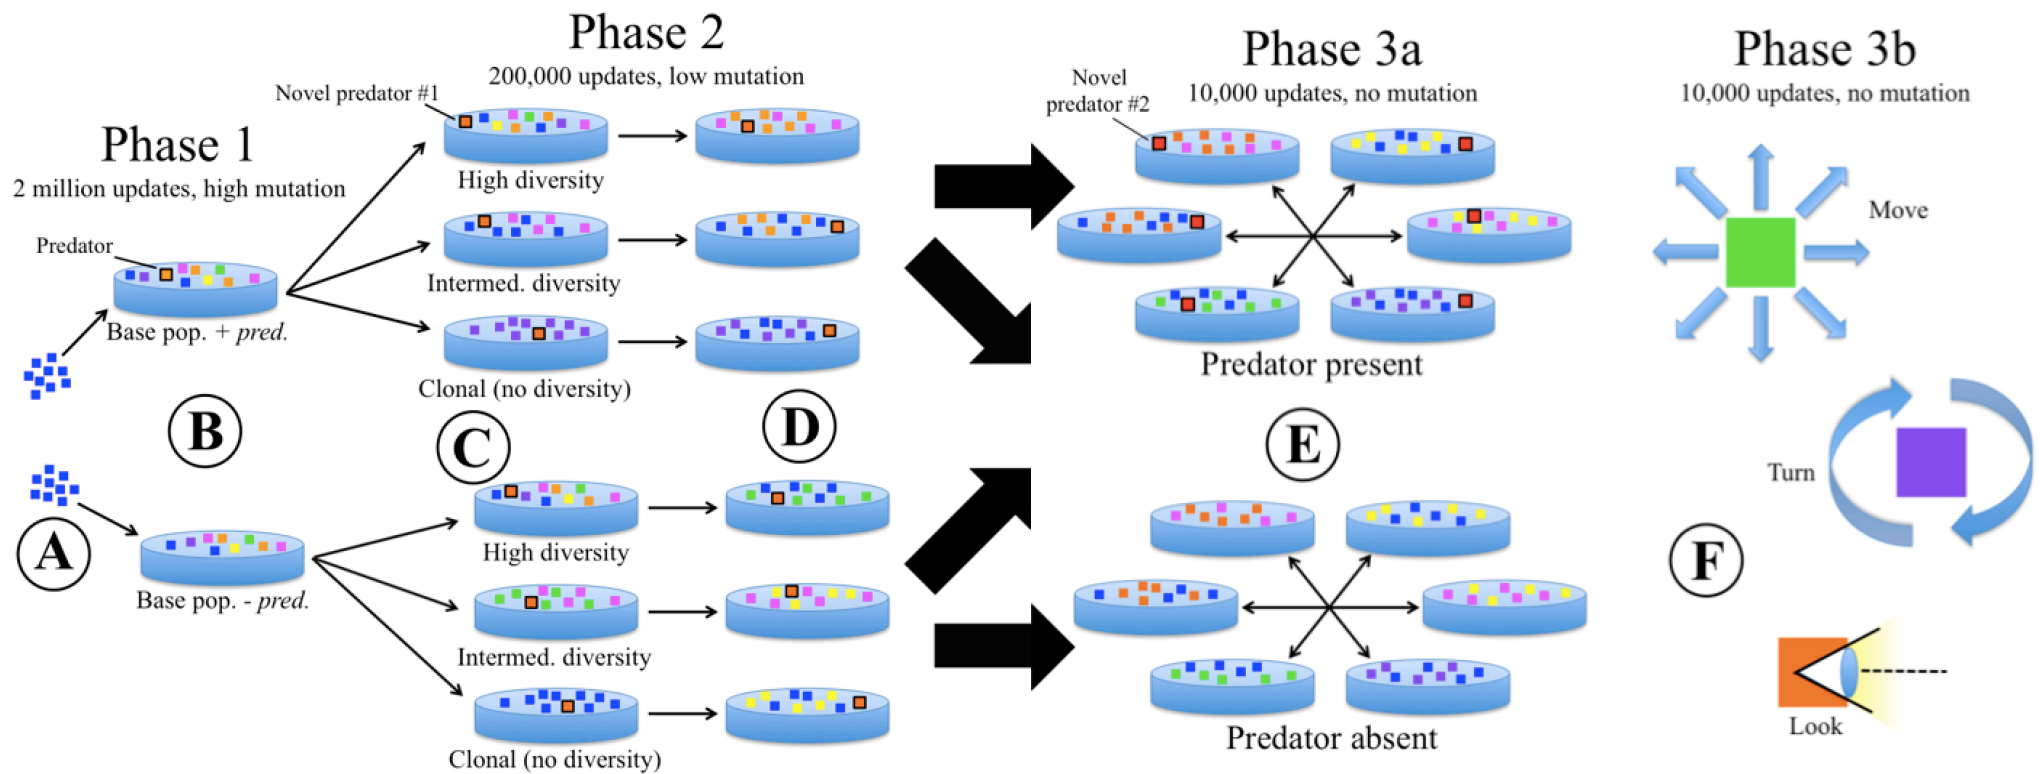 Phase 1
2 million updates, high mutation
Predator
Base pop. + pred.
B
A
Base pop. - pred.
Phase 2
200,000 updates, low mutation
Novel predator #1
High diversity
Intermed. diversity
Clonal (no diversity)
C
D
High diversity
Intermed. diversity
Clonal (no diversity)
Phase 3a
10,000 updates, no mutation
Novel
predator #2
Predator present
E
Predator absent
Phase 3b
10,000 updates, no mutation
Move
Turn
F
Look